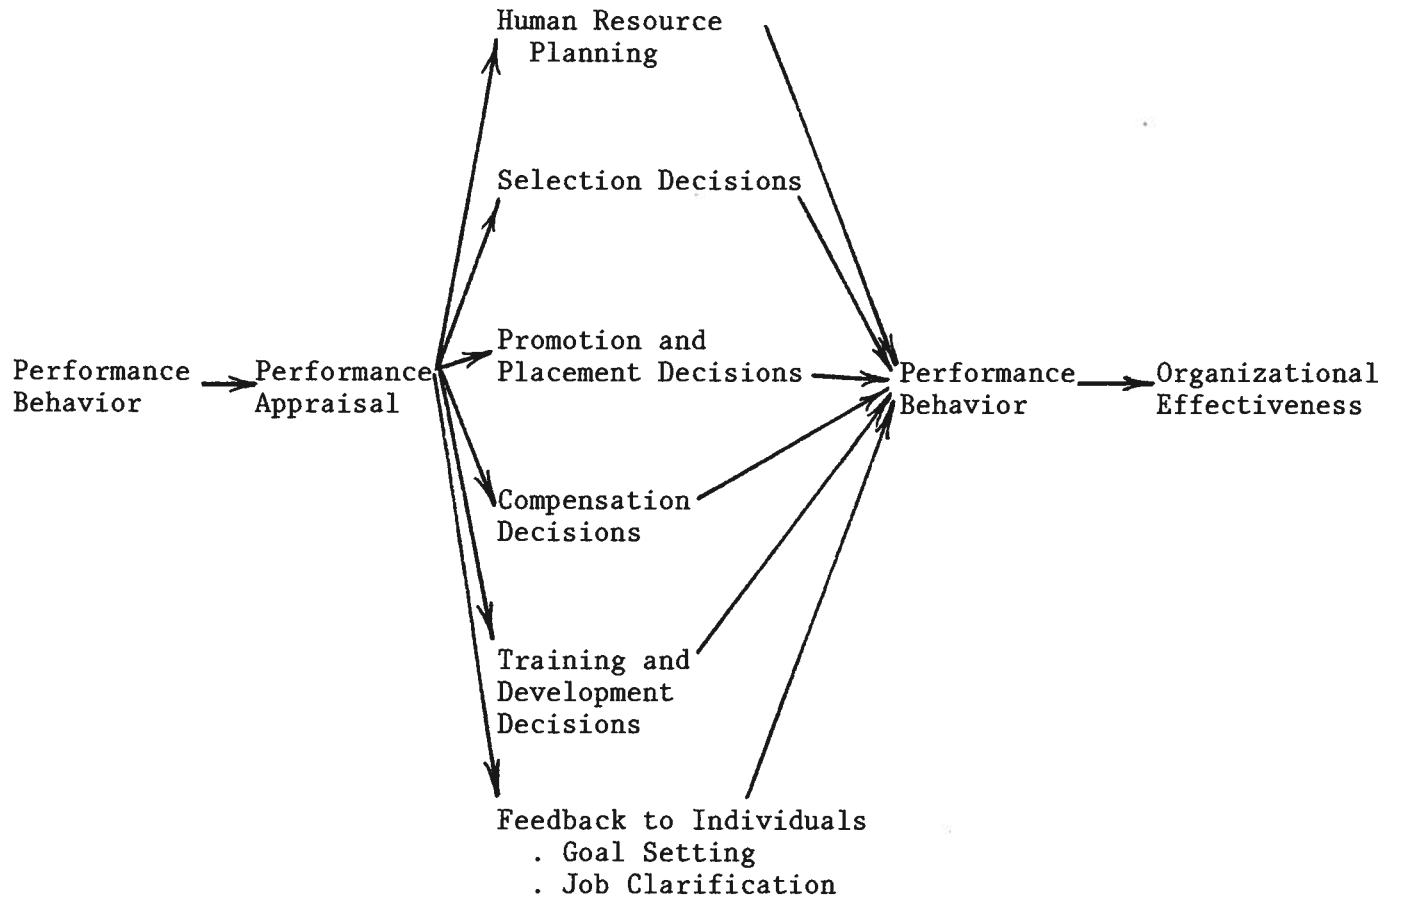 Human Resource
Planning
Selection Decisions
Promotion and
Placement Decisions
Performance
Behavior
Performance
Appraisal
Performance
Behavior
Organizational
Effectiveness
Compensation
Decisions
Training and
Development
Decisions
Feedback to Individuals
. Goal Setting
. Job Clarification